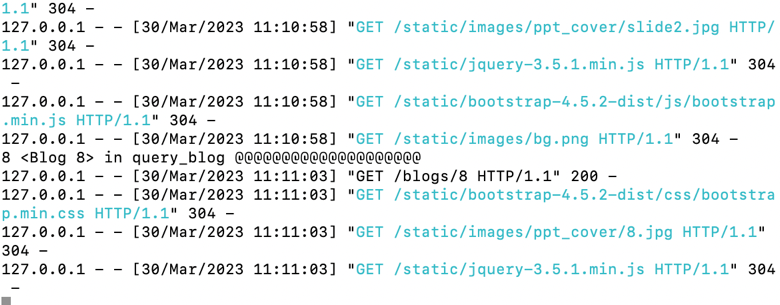 1.1" 304 -
127.0.0.1 - - [30/Mar/2023 11:10:58] "GET /static/images/ppt_cover/slide2.jpg HTTP/
1.1" 304 -
127.0.0.1 - - [30/Mar/2023 11:10:58] "GET /static/jquery-3.5.1.min.js HTTP/1.1" 304
-
127.0.0.1 - - [30/Mar/2023 11:10:58] "GET /static/bootstrap-4.5.2-dist/js/bootstrap
.min.js HTTP/1.1" 304 -
127.0.0.1 - - [30/Mar/2023 11:10:58] "GET /static/images/bg.png HTTP/1.1" 304 -
8 <Blog 8> in query_blog @@@@@@@@@@@@@@@@@@@@
127.0.0.1 - - [30/Mar/2023 11:11:03] "GET /blogs/8 HTTP/1.1" 200 -
127.0.0.1 - - [30/Mar/2023 11:11:03] "GET /static/bootstrap-4.5.2-dist/css/bootstra
p.min.css HTTP/1.1" 304 -
127.0.0.1 - - [30/Mar/2023 11:11:03] "GET /static/images/ppt_cover/8.jpg HTTP/1.1"
304 -
127.0.0.1 - - [30/Mar/2023 11:11:03] "GET /static/jquery-3.5.1.min.js HTTP/1.1" 304
-